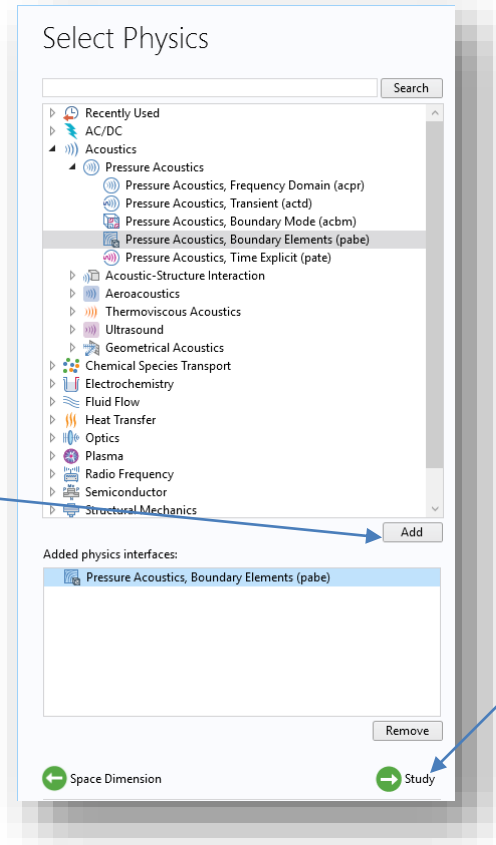 Select Physics
Search
Recently Used
AC/DC
Acoustics
Pressure Acoustics
Pressure Acoustics, Frequency Domain (acpr)
Pressure Acoustics, Transient (actd)
Pressure Acoustics, Boundary Mode (acbm)
Pressure Acoustics, Boundary Elements (pabe)
Pressure Acoustics, Time Explicit (pate)
Acoustic-Structure Interaction
Aeroacoustics
Thermoviscous Acoustics
Ultrasound
Geometrical Acoustics
Chemical Species Transport
Electrochemistry
Fluid Flow
Heat Transfer
Optics
Plasma
Radio Frequency
Semiconductor
Structural Mechanics
Add
Added physics interfaces:
Pressure Acoustics, Boundary Elements (pabe)
Remove
Space Dimension
Study